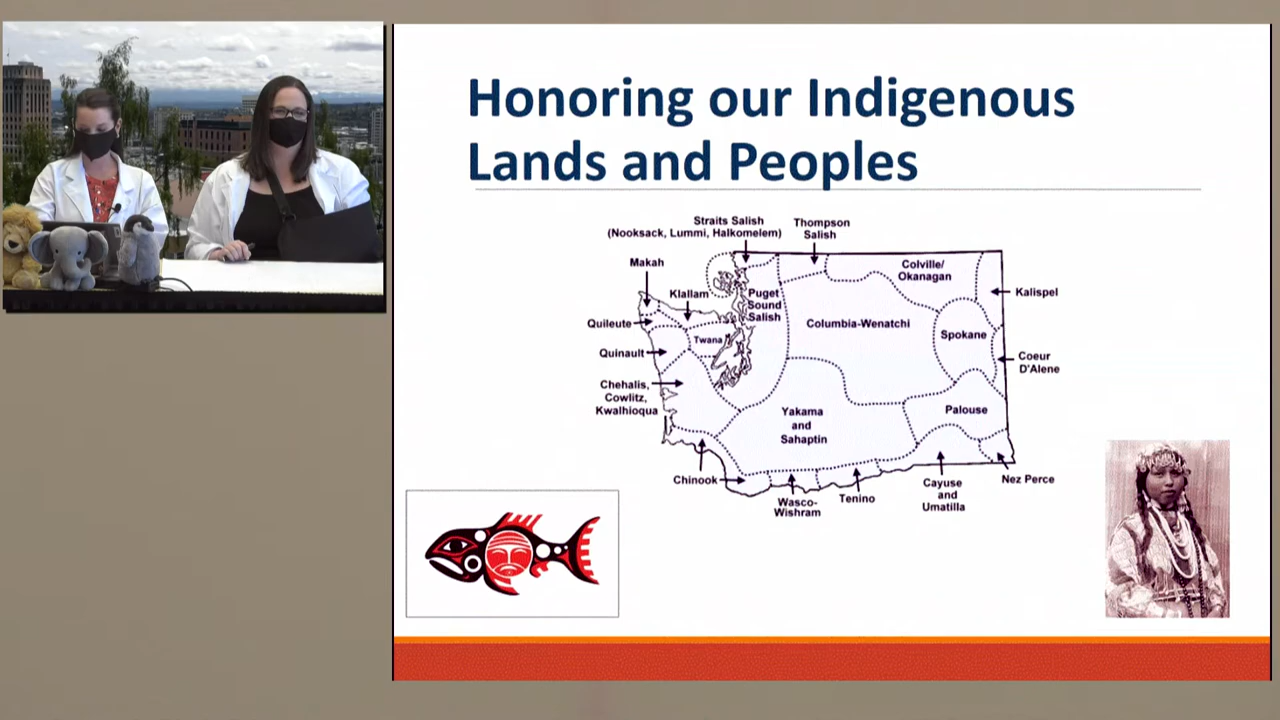 Honoring our Indigenous
Lands and Peoples
Straits Salish
(Nooksack, Lummi, Halkomelem)
Thompson
Salish
Makah
Klallam
Puget
Sound
Salish
Colville/
Okanagan
Kalispel
Quileute
Columbia-Wenatchi
Spokane
Twana
Quinault
Coeur
D'Alene
Chehalis,
Cowlitz,
Kwalhioqua
Yakama
and
Sahaptin
Palouse
Chinook
Wasco-
Wishram
Tenino
Cayuse
and
Umatilla
Nez Perce